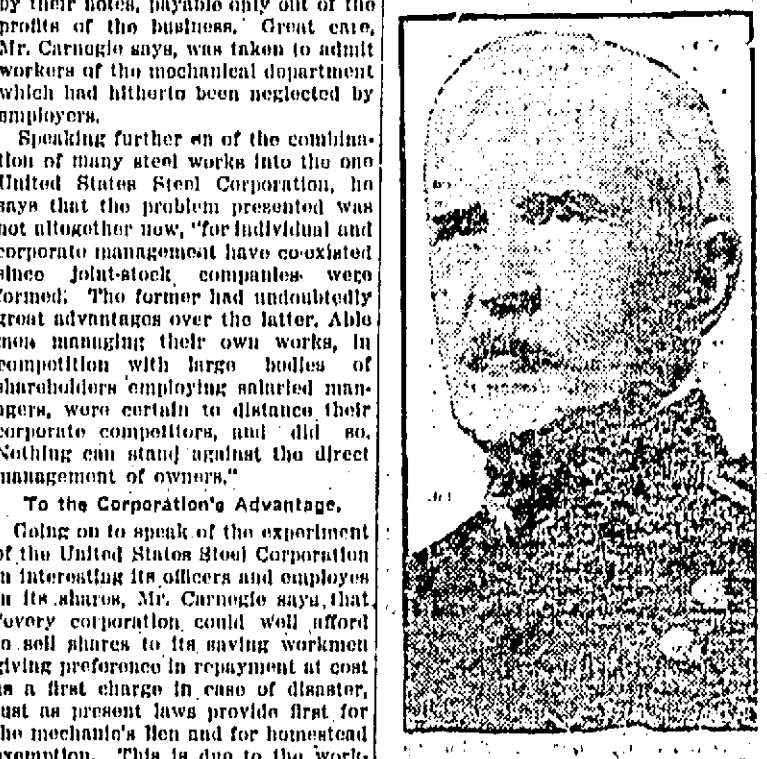 by their notes, payable only out of the
profits of the business. Great care,
Mr. Carnegie says, was taken to admit
workers of the mechanical department
which had hitherto been neglected by
employers.
Speaking further on of the combina-
tion of many steel works into the one
United States Steel Corporation, he
says that the problem presented was
not altogether new, "for individual and
corporate management have co-existed
since joint-stock companies were
formed: The former had undoubtedly
great advantages over the latter. Able
men managing their own works, in
competition with large bodies of
shareholders employing salaried man-
agers, were certain to distance their
corporate competitors, and did so.
Nothing can stand against the direct
management of owners."
To the Corporation's Advantage.
Going on to speak of the experiment
of the United States Steel Corporation
in interesting its officers and employes
in its shares, Mr. Carnegie says, that
"every corporation could well afford
to sell shares to its saving workmen
giving preference in repayment at cost
as a first charge in case of disaster,
just as present laws provide first for
the mechanic's lien and for homestead
exemption. This is due to the work-